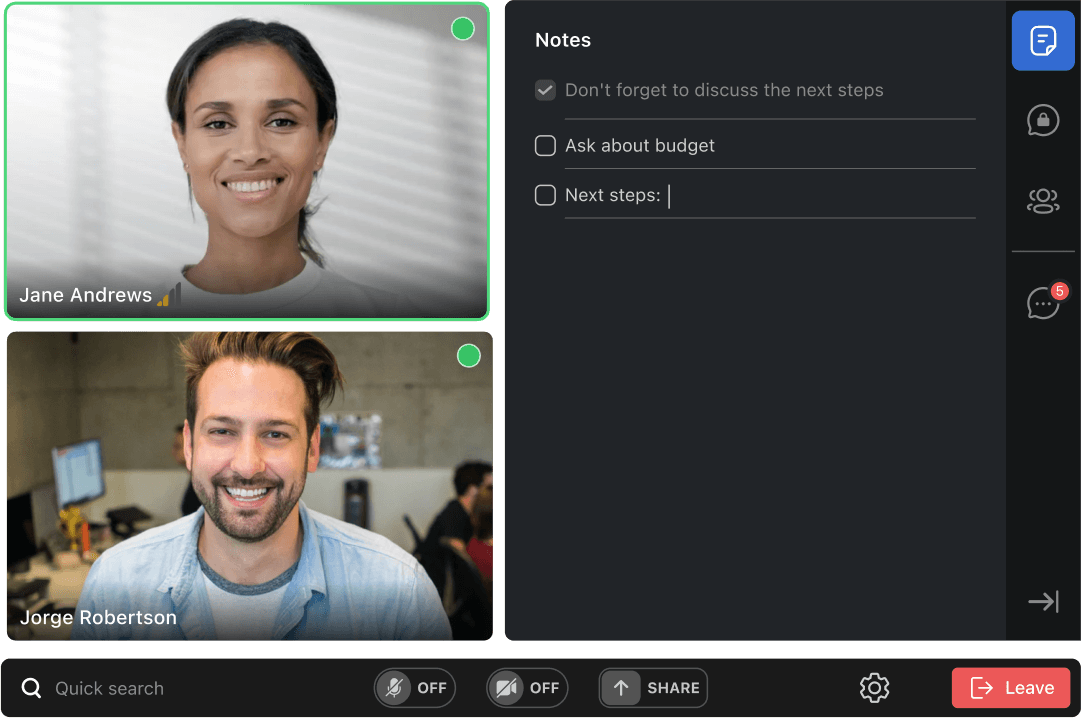 Jane Andrews
Jorge Robertson
Notes
Don't forget to discuss the next steps
Ask about budget
Next steps:
5
Quick search
OFF
OFF
SHARE
Leave